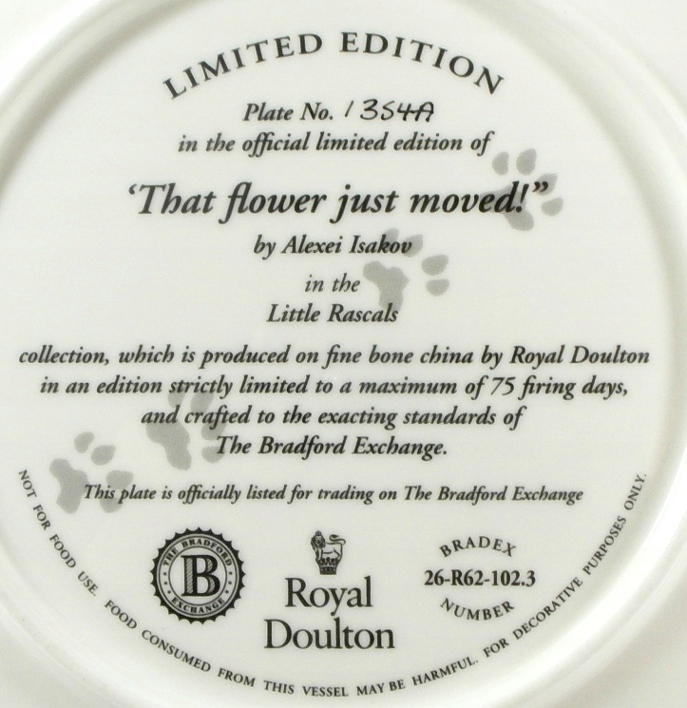 LIMITED EDITION
Plate No. 1354A
in the official limited edition of
‘That flower just moved!”
by Alexei Isakov
in the
Little Rascals
collection, which is produced on fine bone china by Royal Doulton
in an edition strictly limited to a maximum of 75 firing days,
and crafted to the exacting standards of
The Bradford Exchange.
This plate is officially listed for trading on The Bradford Exchange
THE BRADFORD
B
EXCHANGE
Royal
Doulton
BRADEX
26-R62-102.3
NUMBER
NOT FOR FOOD USE. FOOD CONSUMED FROM THIS VESSEL MAY BE HARMFUL. FOR DECORATIVE PURPOSES ONLY.